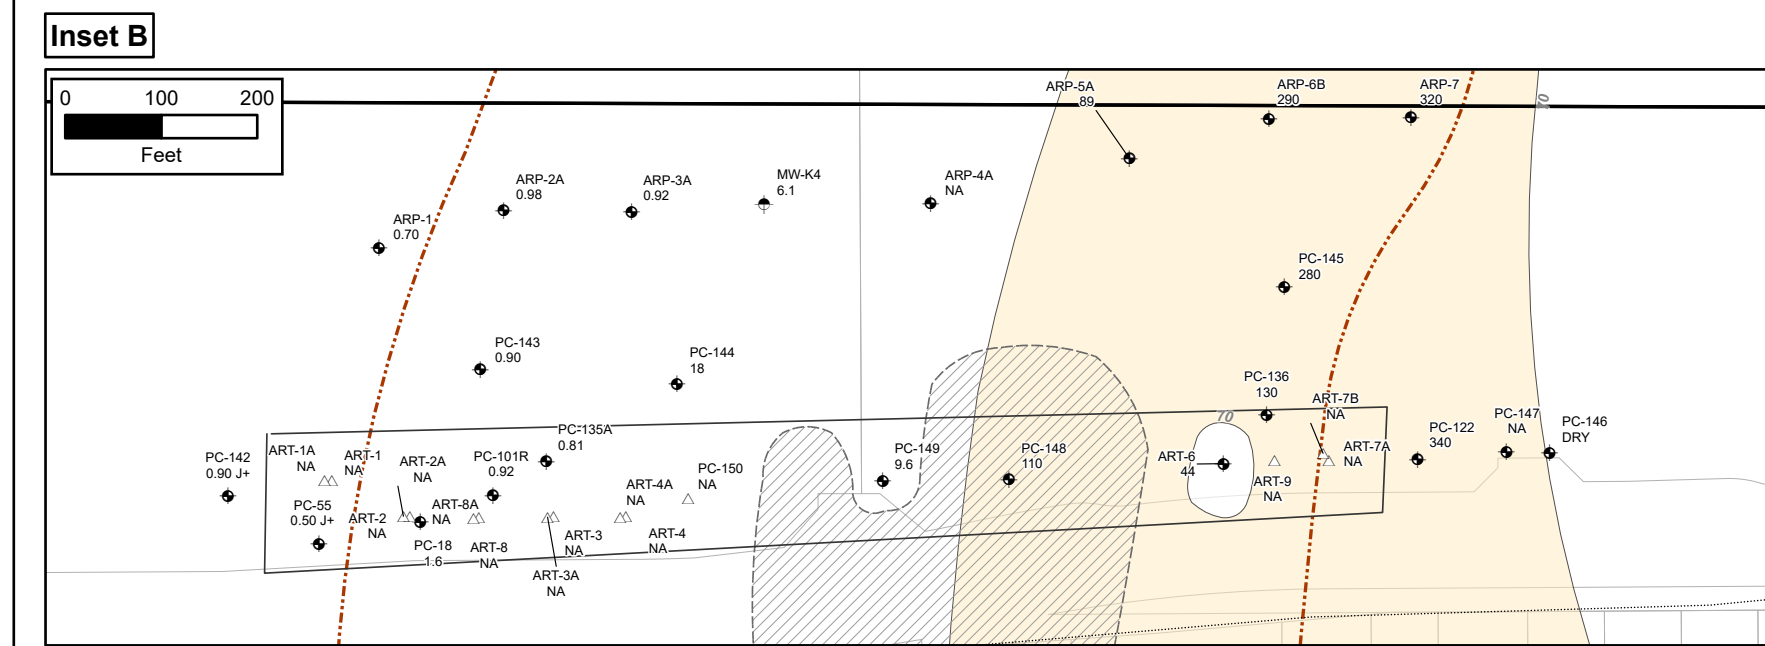 Inset B
0 100 200
Feet
ARP-5A
89
ARP-6B
290
ARP-7
320
70
ARP-2A
0.98
ARP-3A
0.92
MW-K4
6.1
ARP-4A
NA
ARP-1
0.70
PC-145
280
PC-143
0.90
PC-144
18
PC-136
130
ART-7B
NA
70
PC-142
0.90 J+
ART-1A
NA
ART-1
NA
ART-2A
NA
PC-101R
0.92
PC-135A
0.81
PC-150
NA
PC-149
9.6
PC-148
110
ART-6
44
ART-9
NA
ART-7A
NA
PC-122
340
PC-147
NA
PC-146
DRY
PC-55
0.50 J+
ART-2
NA
ART-8A
NA
ART-4A
NA
PC-18
1.6
ART-8
NA
ART-3
NA
ART-4
NA
ART-3A
NA